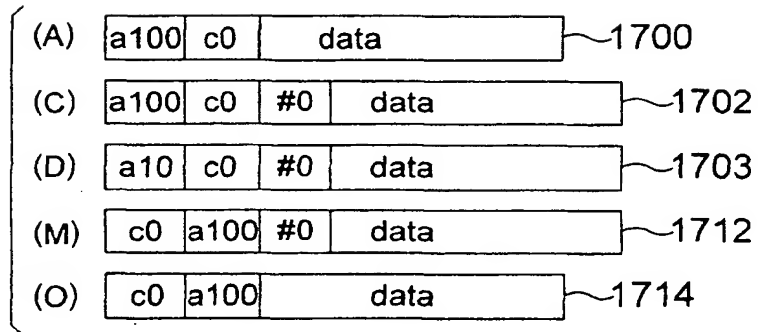 (A) a100 c0 data 1700
(C) a100 c0 #0 data 1702
(D) a10 c0 #0 data 1703
(M) c0 a100 #0 data 1712
(O) c0 a100 data 1714